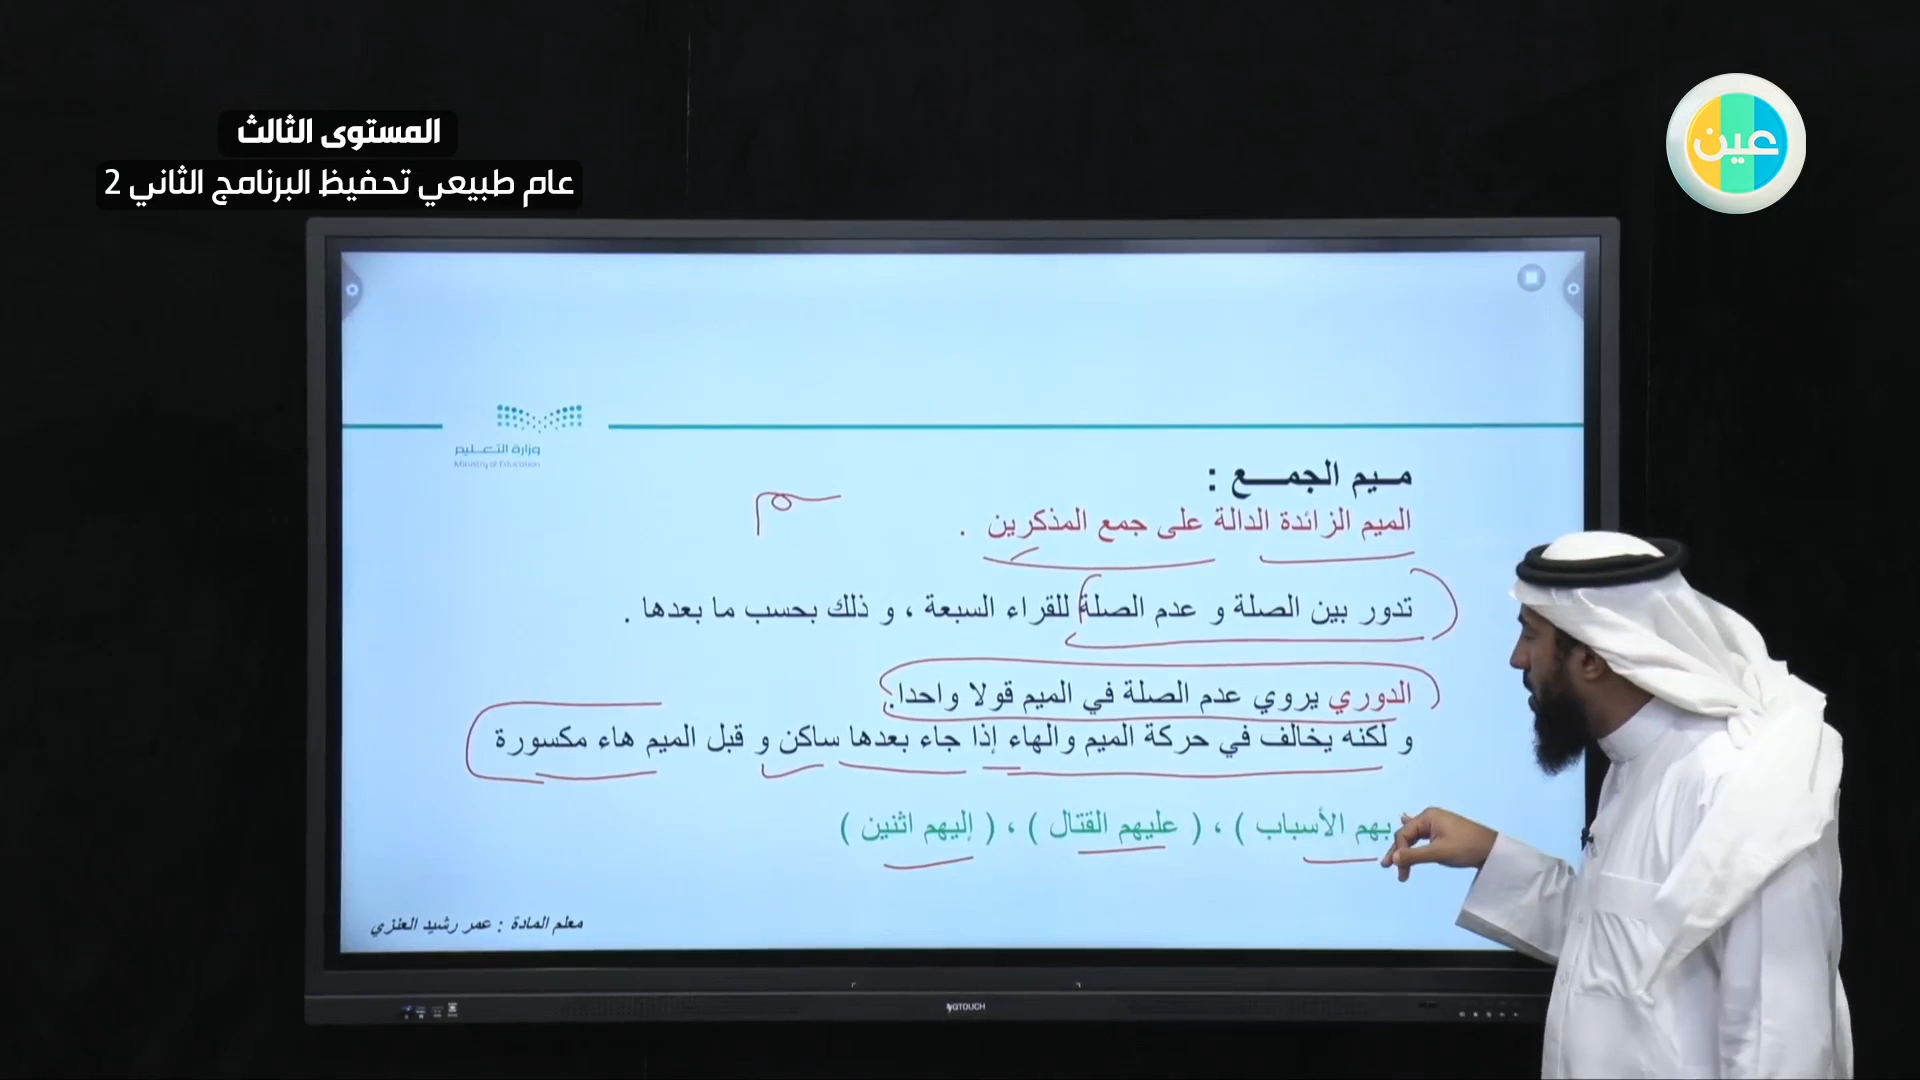 المستوى الثالث
عام طبيعي تحفيظ البرنامج الثاني 2
عين
وزارة التعليم
Ministry of Education
ميم الجمع :
الميم الزائدة الدالة على جمع المذكرين .
م
تدور بين الصلة و عدم الصلة للقراء السبعة ، و ذلك بحسب ما بعدها .
الدوري يروي عدم الصلة في الميم قولا واحدا.
و لكنه يخالف في حركة الميم والهاء إذا جاء بعدها ساكن و قبل الميم هاء مكسورة
بهم الأسباب ) ، ( عليهم القتال ) ، ( إليهم اثنين )
معلم المادة : عمر رشيد العنزي
QTOUCH